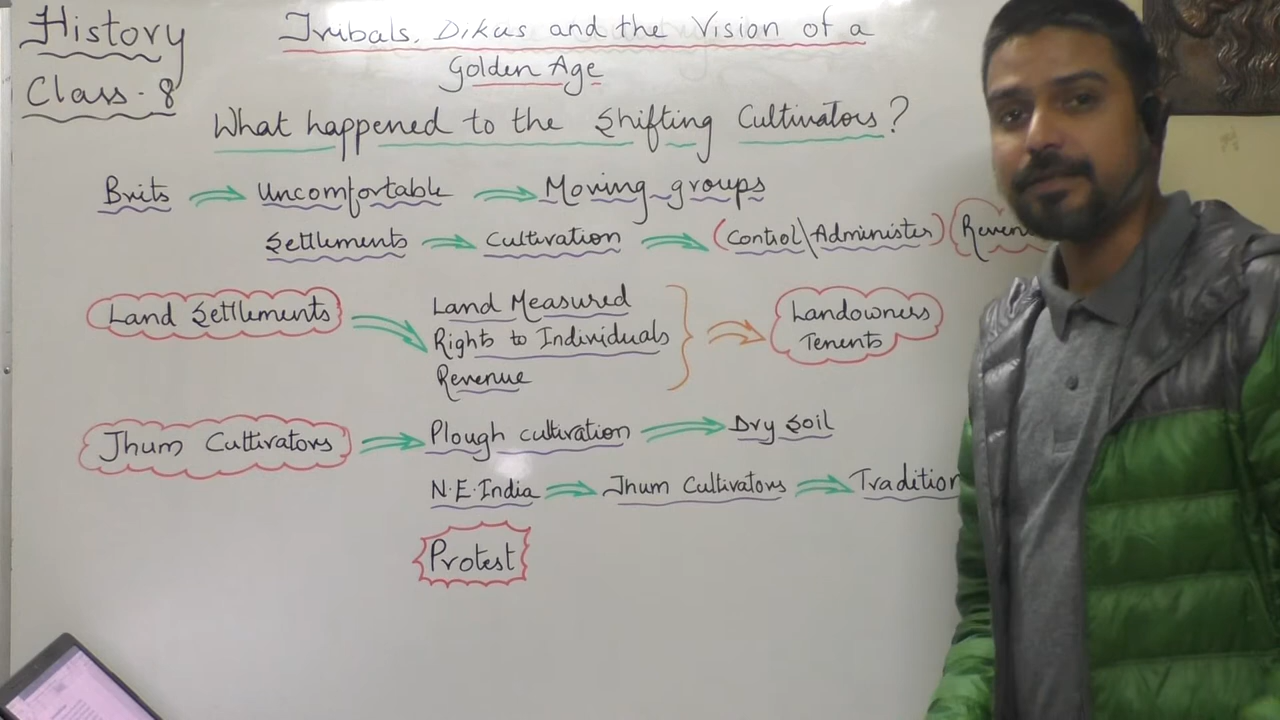 History
Class - 8
Tribals, Dikus and the Vision of a
Golden Age
What happened to the Shifting Cultivators?
Brits ⇒ Uncomfortable ⇒ Moving groups
Settlements ⇒ Cultivation ⇒ (Control\Administer)
Land Settlements ⇒ Land Measured
Rights to Individuals
Revenue
} ⇒ Landowners
Tenents
Jhum Cultivators ⇒ Plough cultivation ⇒ Dry Soil
N.E. India ⇒ Jhum Cultivators ⇒ Tradition
Protest